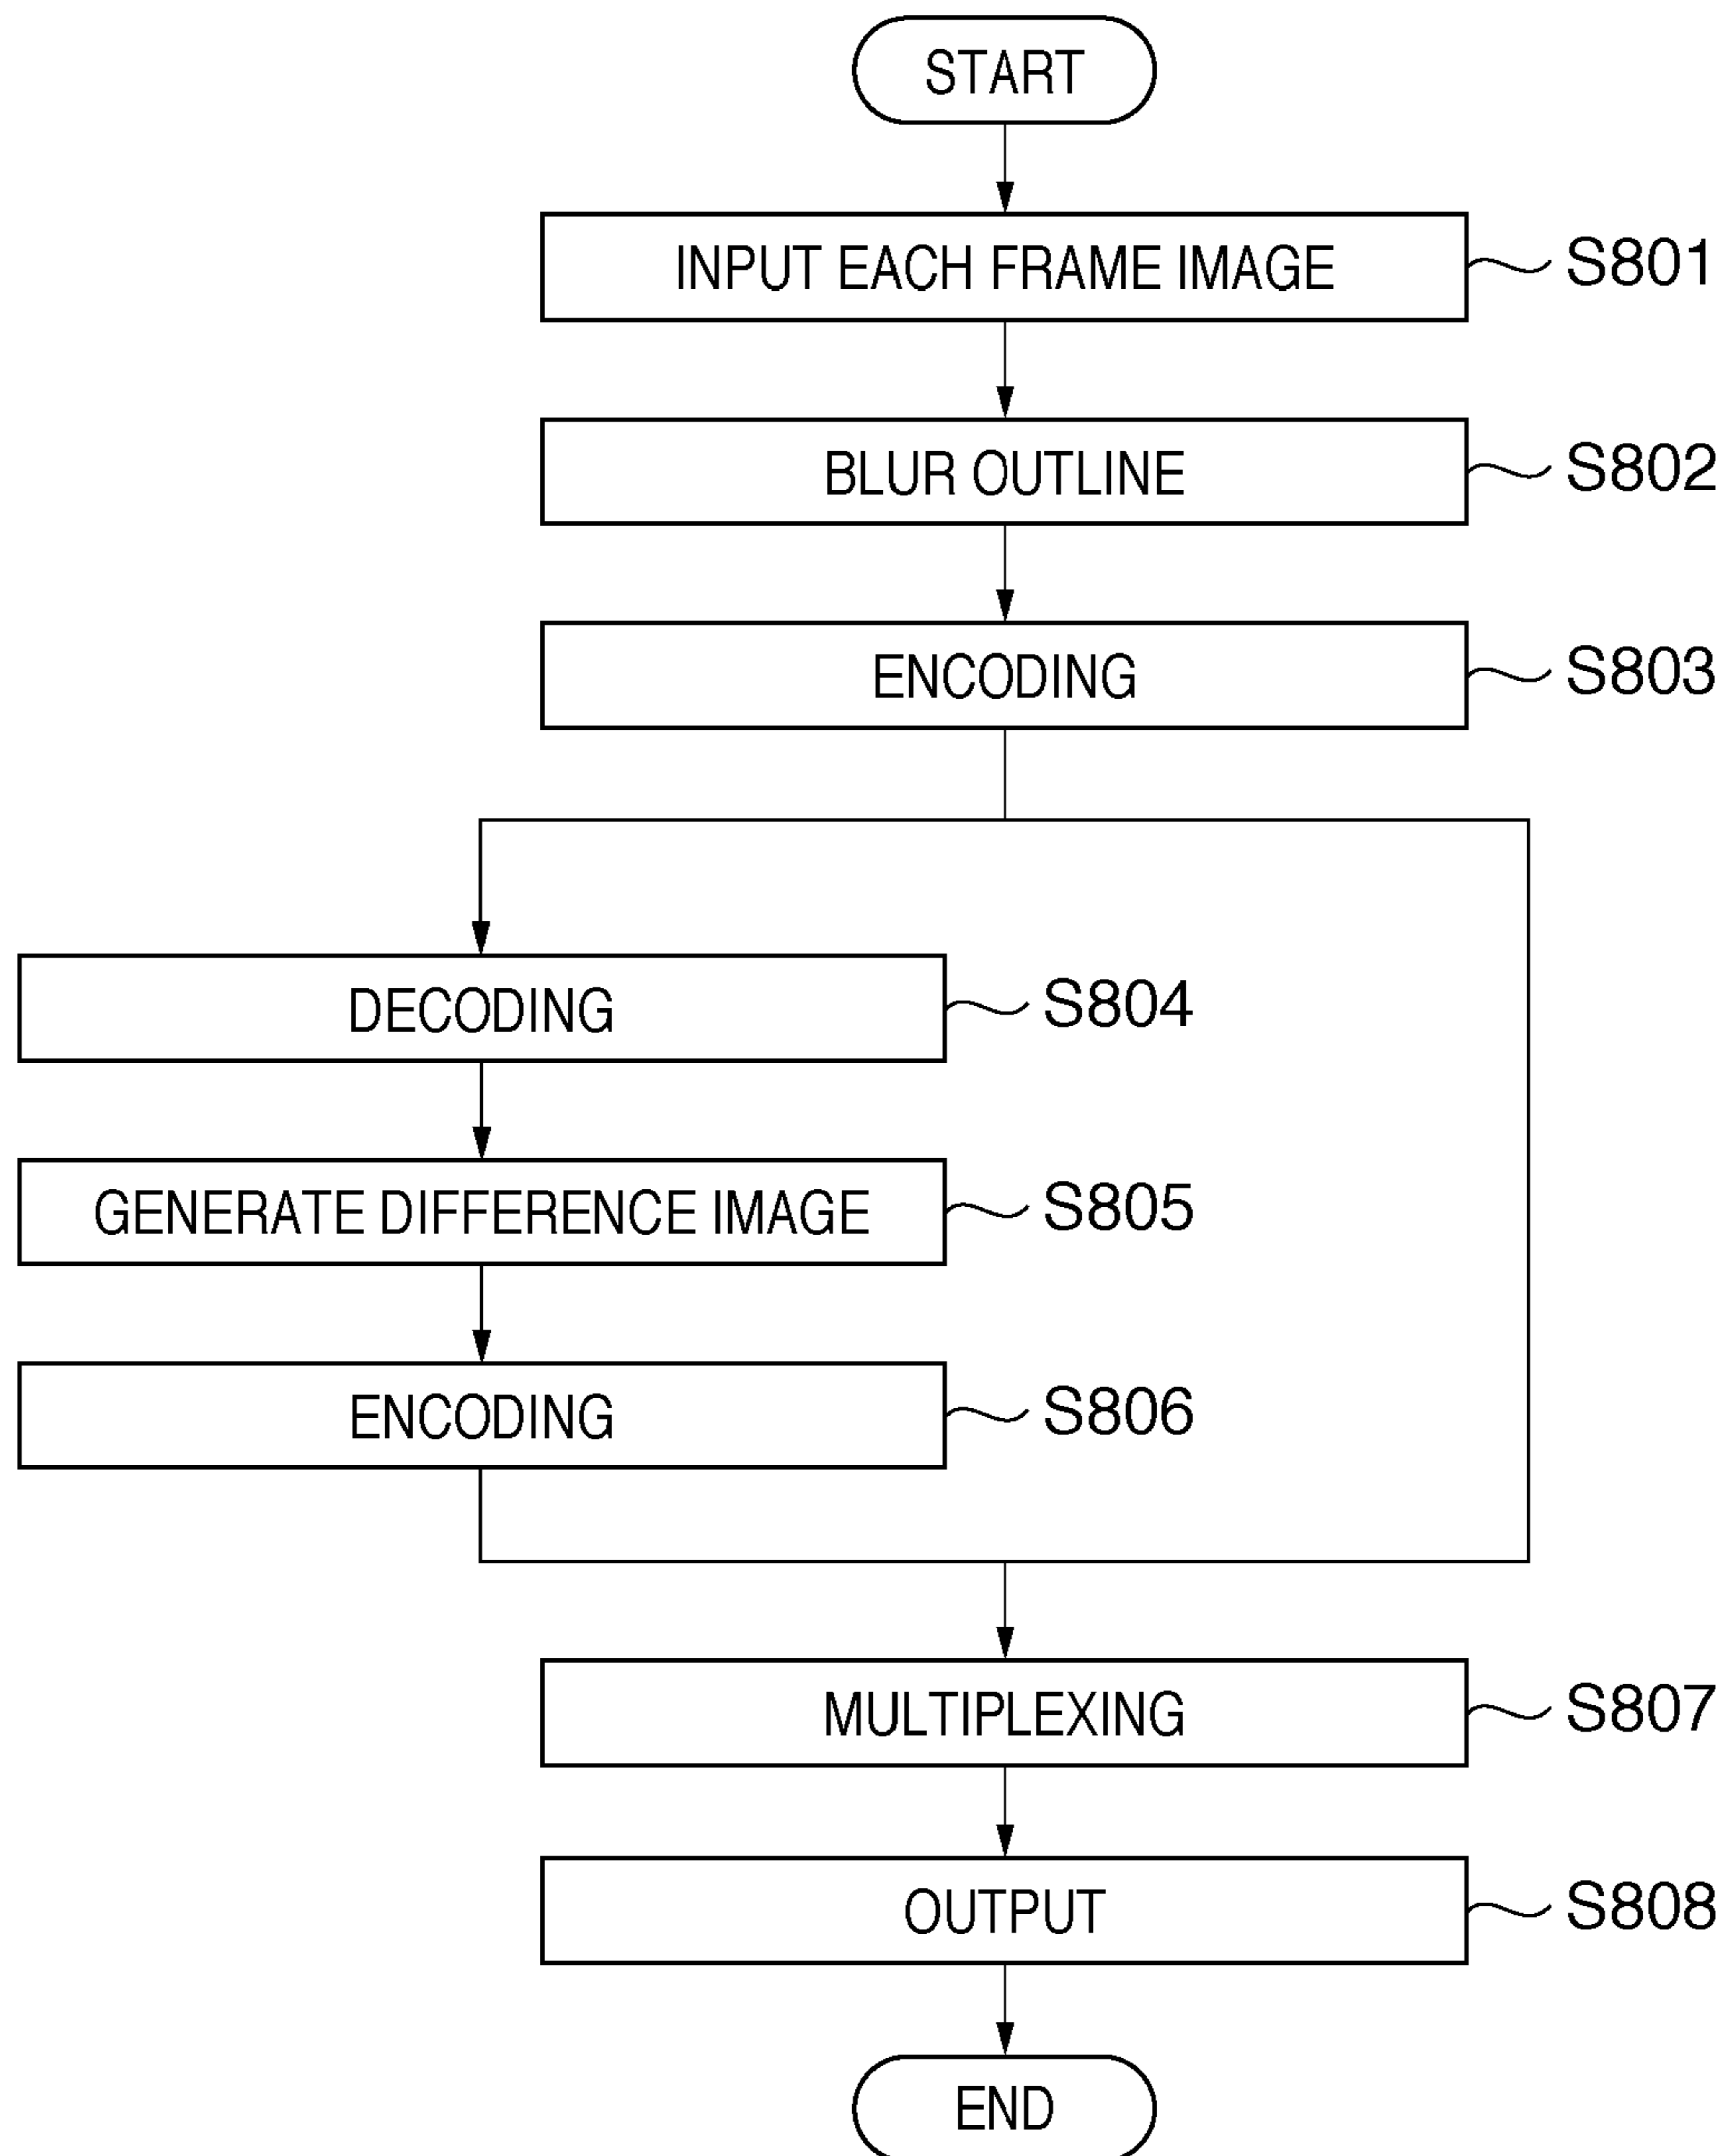 START
INPUT EACH FRAME IMAGE
S801
BLUR OUTLINE
S802
ENCODING
S803
DECODING
S804
GENERATE DIFFERENCE IMAGE
S805
ENCODING
S806
MULTIPLEXING
S807
OUTPUT
S808
END